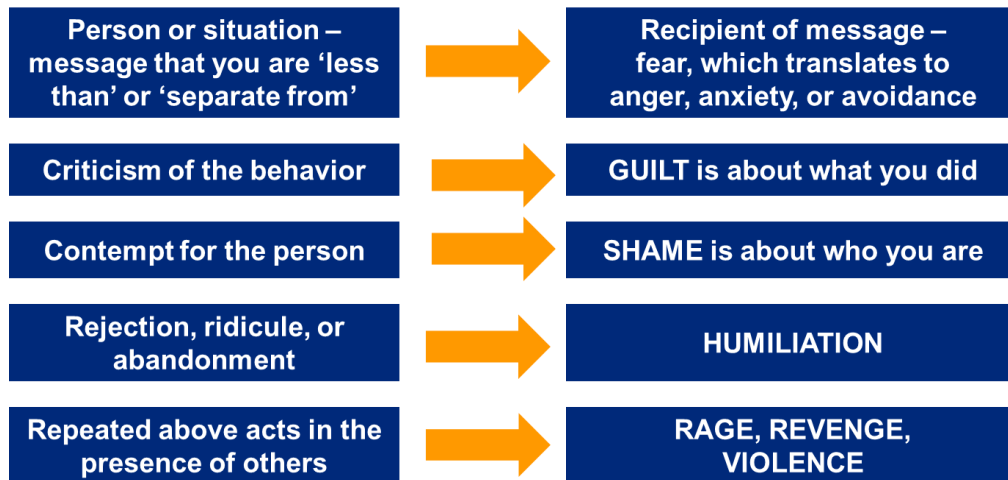 Person or situation –
message that you are ‘less
than’ or ‘separate from’
Recipient of message –
fear, which translates to
anger, anxiety, or avoidance
Criticism of the behavior
GUILT is about what you did
Contempt for the person
SHAME is about who you are
Rejection, ridicule, or
abandonment
HUMILIATION
Repeated above acts in the
presence of others
RAGE, REVENGE,
VIOLENCE